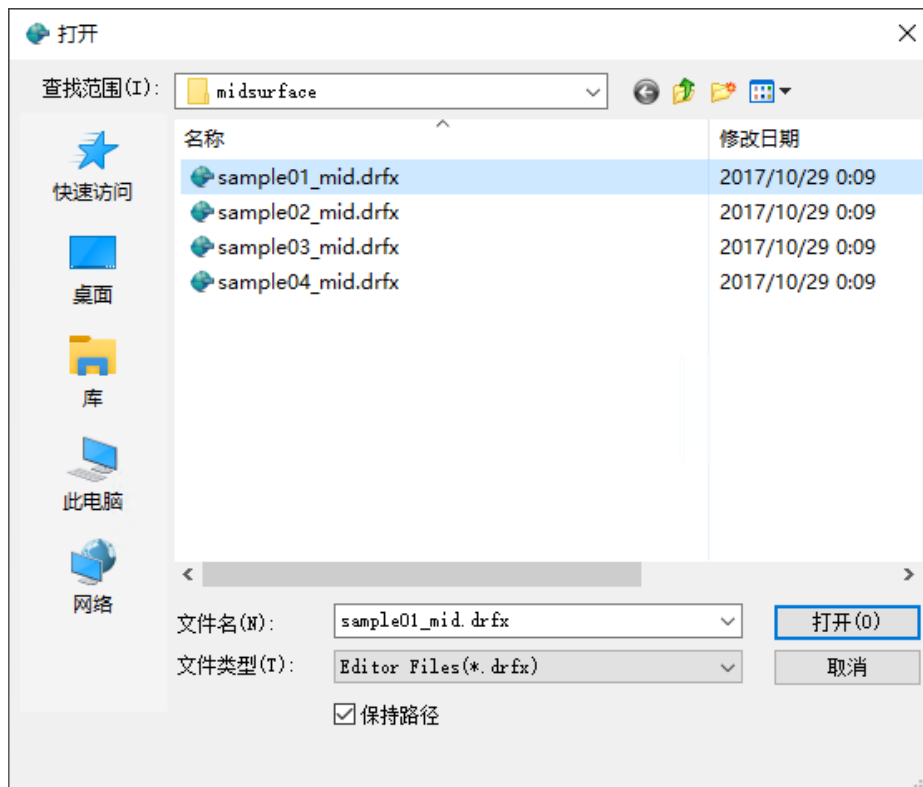 打开
查找范围(I): midsurface
名称 修改日期
sample01_mid.drfx 2017/10/29 0:09
sample02_mid.drfx 2017/10/29 0:09
sample03_mid.drfx 2017/10/29 0:09
sample04_mid.drfx 2017/10/29 0:09
快速访问
桌面
库
此电脑
网络
文件名(N): sample01_mid.drfx 打开(O)
文件类型(T): Editor Files(*.drfx) 取消
保持路径